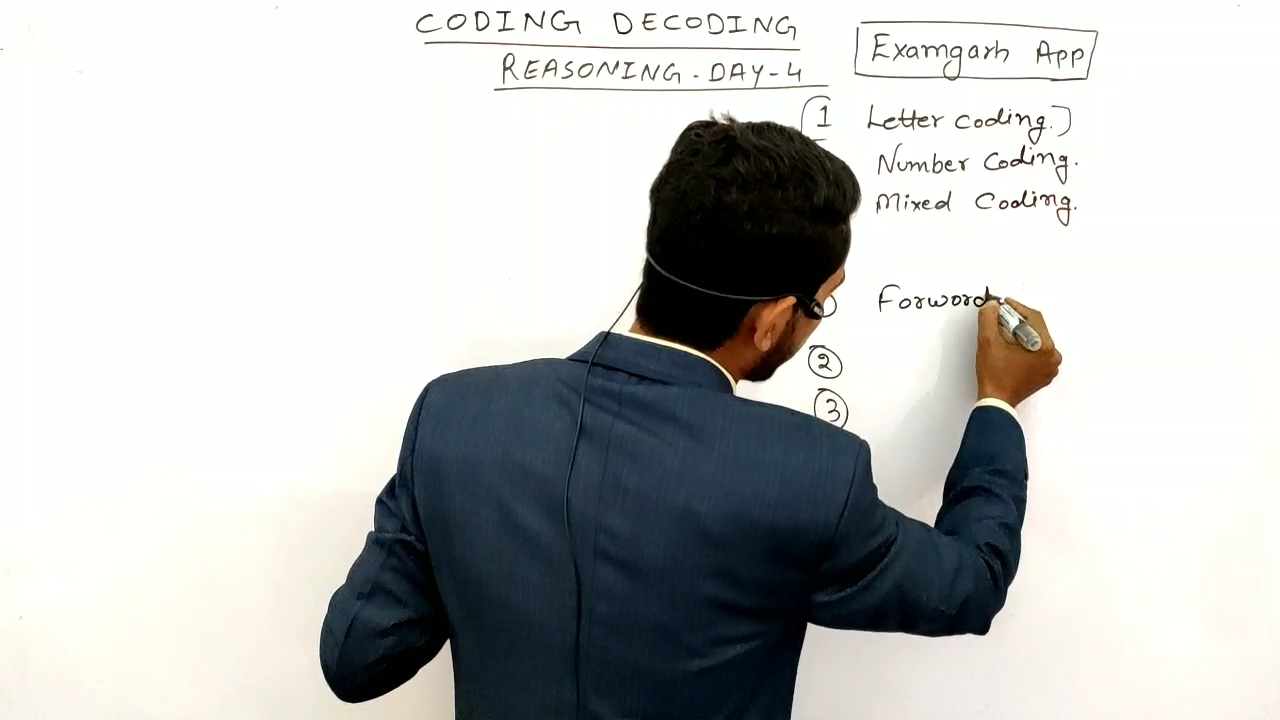 CODING DECODING
REASONING. DAY-4
Examgarh App
1 Letter coding.
Number Coding.
Mixed Coding.
Forword
2
3